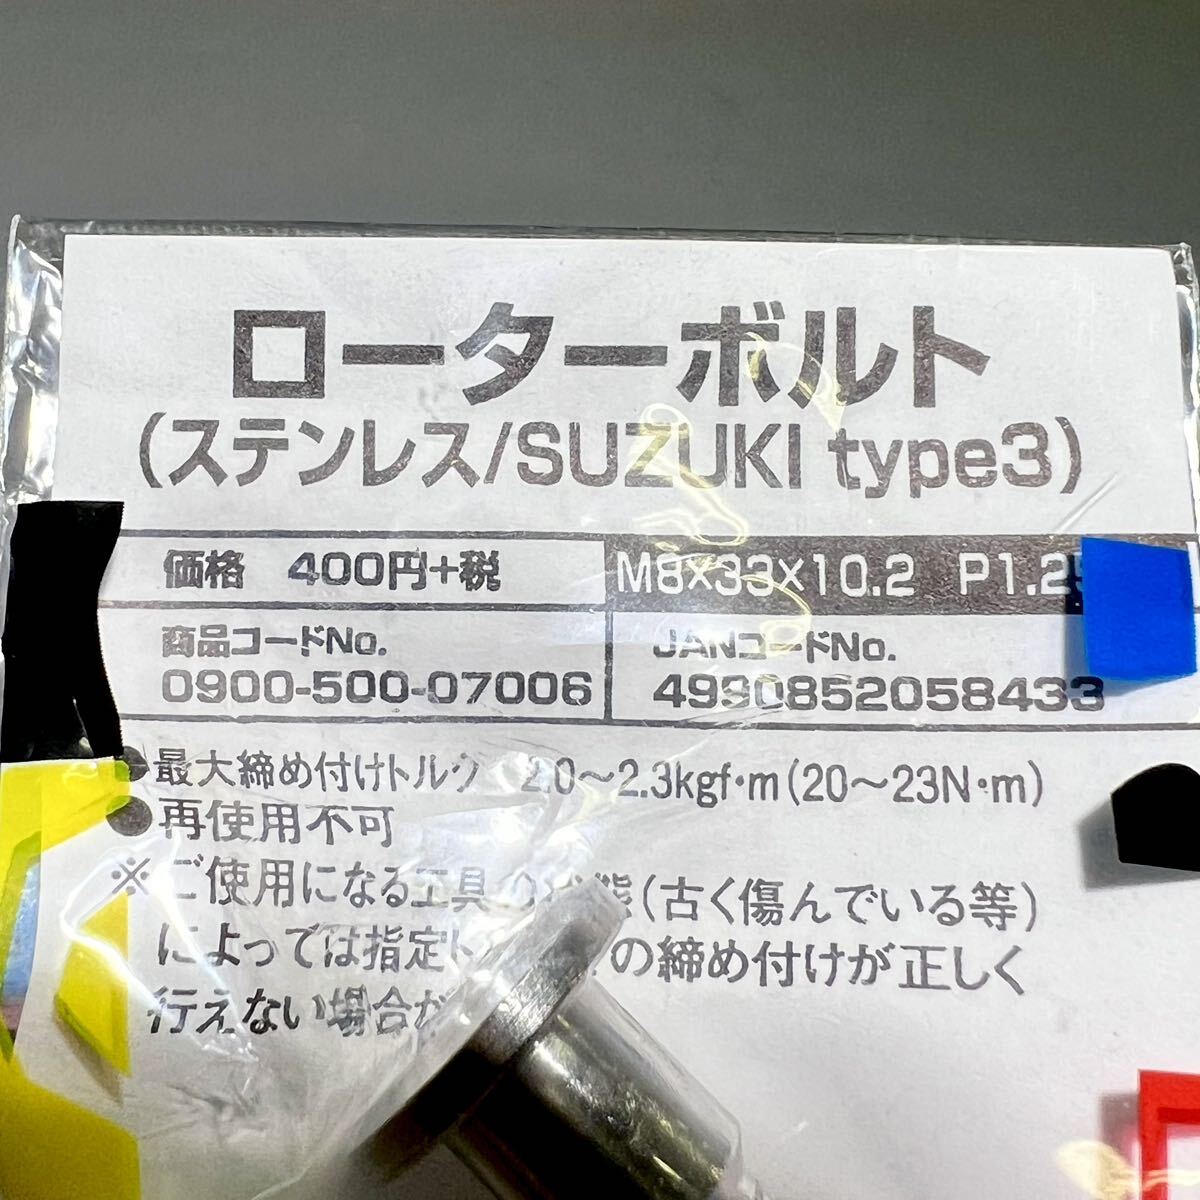 ローターボルト
(ステンレス/SUZUKI type3)
価格 400円+税
M8×33×10.2 P1.2
商品コードNo.
0900-500-07006
JANコードNo.
4990852058433
●最大締め付けトルク 2.0～2.3kgf·m(20～23N·m)
●再使用不可
※ご使用になる工具 態(古く傷んでいる等)
によっては指定ト の締め付けが正しく
行えない場合が